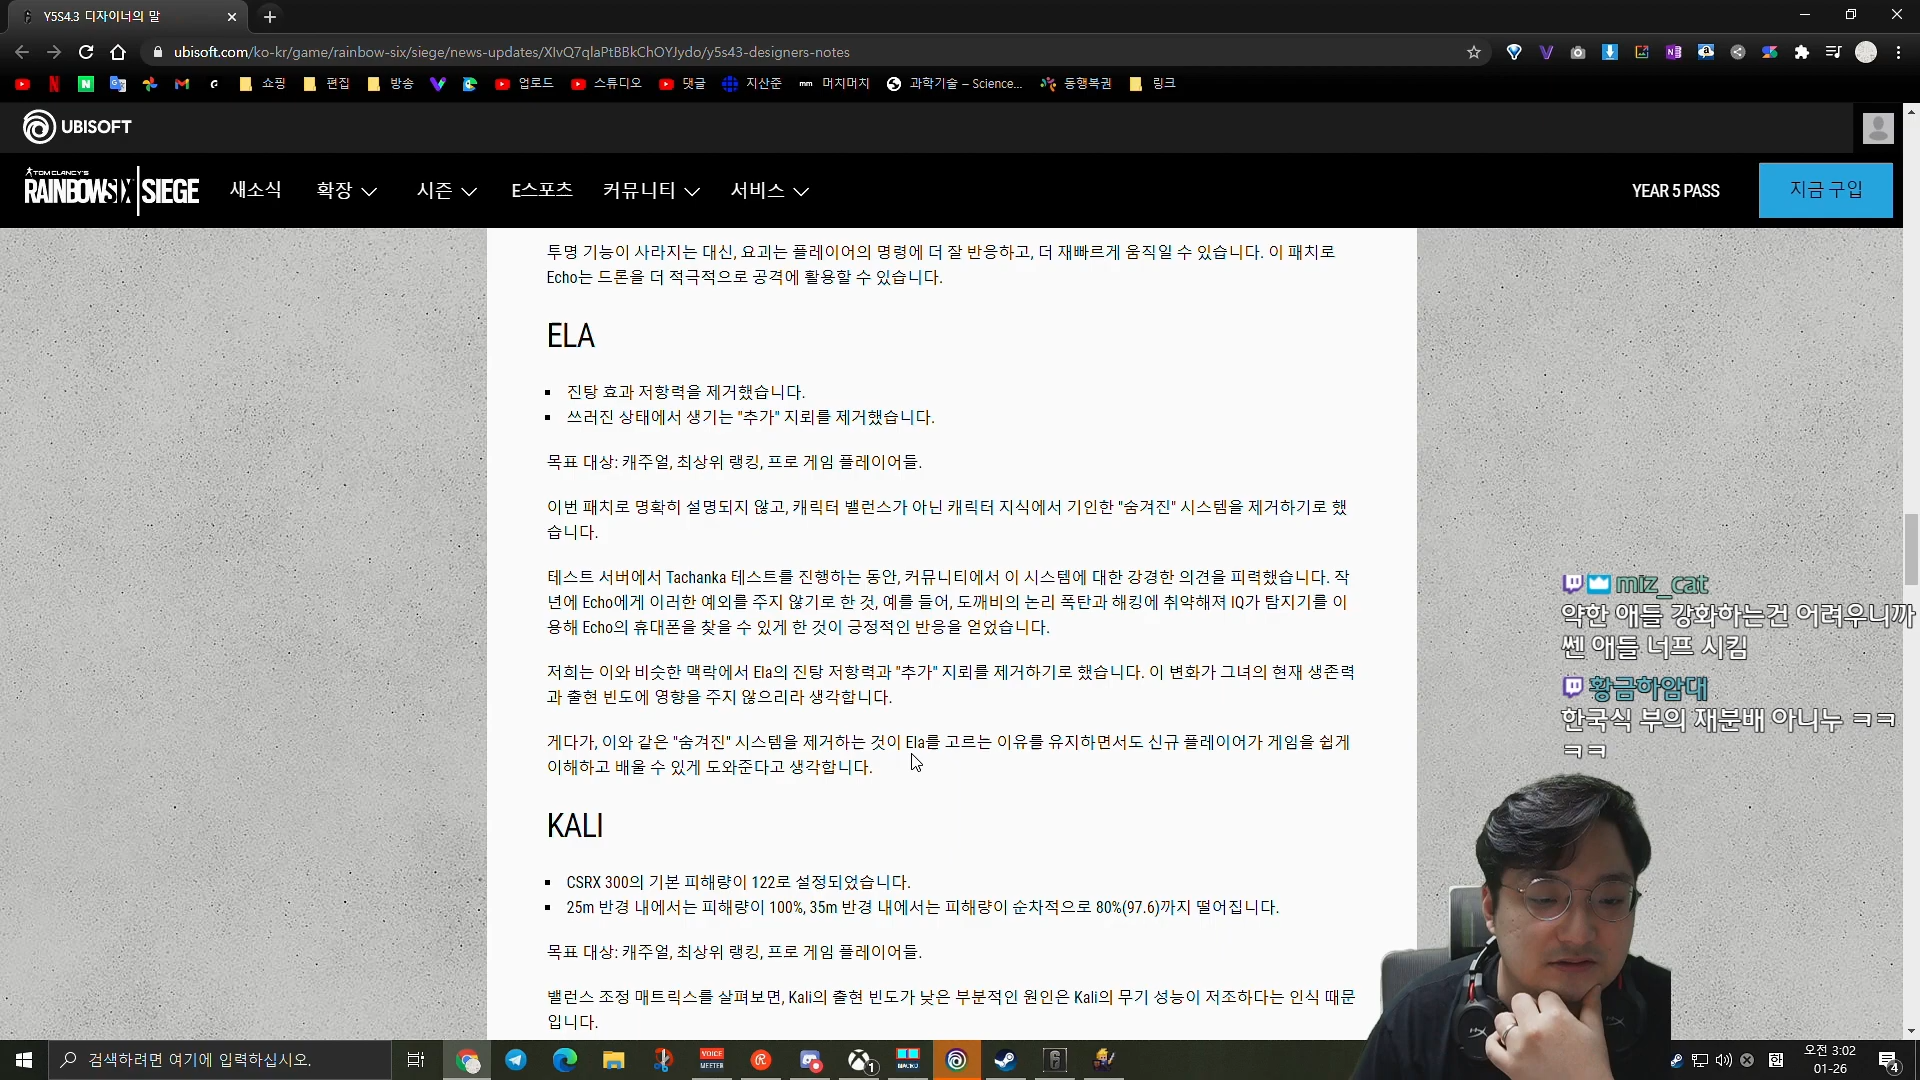 Y5S4.3 디자이너의 말
ubisoft.com/ko-kr/game/rainbow-six/siege/news-updates/XIvQ7qlaPtBBkChOYJydo/y5s43-designers-notes
쇼핑
편집
방송
업로드
스튜디오
댓글
지산준
mm 머치머치
과학기술 – Science...
동행복권
링크
UBISOFT
TOM CLANCY'S
RAINBOWSIX SIEGE
새소식
확장
시즌
E스포츠
커뮤니티
서비스
YEAR 5 PASS
지금 구입
투명 기능이 사라지는 대신, 요괴는 플레이어의 명령에 더 잘 반응하고, 더 재빠르게 움직일 수 있습니다. 이 패치로
Echo는 드론을 더 적극적으로 공격에 활용할 수 있습니다.
ELA
진탕 효과 저항력을 제거했습니다.
쓰러진 상태에서 생기는 "추가" 지뢰를 제거했습니다.
목표 대상: 캐주얼, 최상위 랭킹, 프로 게임 플레이어들.
이번 패치로 명확히 설명되지 않고, 캐릭터 밸런스가 아닌 캐릭터 지식에서 기인한 "숨겨진" 시스템을 제거하기로 했
습니다.
테스트 서버에서 Tachanka 테스트를 진행하는 동안, 커뮤니티에서 이 시스템에 대한 강경한 의견을 피력했습니다. 작
년에 Echo에게 이러한 예외를 주지 않기로 한 것, 예를 들어, 도깨비의 논리 폭탄과 해킹에 취약해져 IQ가 탐지기를 이
용해 Echo의 휴대폰을 찾을 수 있게 한 것이 긍정적인 반응을 얻었습니다.
저희는 이와 비슷한 맥락에서 Ela의 진탕 저항력과 "추가" 지뢰를 제거하기로 했습니다. 이 변화가 그녀의 현재 생존력
과 출현 빈도에 영향을 주지 않으리라 생각합니다.
게다가, 이와 같은 "숨겨진" 시스템을 제거하는 것이 Ela를 고르는 이유를 유지하면서도 신규 플레이어가 게임을 쉽게
이해하고 배울 수 있게 도와준다고 생각합니다.
KALI
CSRX 300의 기본 피해량이 122로 설정되었습니다.
25m 반경 내에서는 피해량이 100%, 35m 반경 내에서는 피해량이 순차적으로 80%(97.6)까지 떨어집니다.
목표 대상: 캐주얼, 최상위 랭킹, 프로 게임 플레이어들.
밸런스 조정 매트릭스를 살펴보면, Kali의 출현 빈도가 낮은 부분적인 원인은 Kali의 무기 성능이 저조하다는 인식 때문
입니다.
miz_cat
약한 애들 강화하는건 어려우니까
쎈 애들 너프 시킴
황금하암대
한국식 부의 재분배 아니누 ㅋㅋ
ㅋㅋ
검색하려면 여기에 입력하십시오.
VOICE
MEETER
1
MACRO
한
오전 3:02
01-26
4